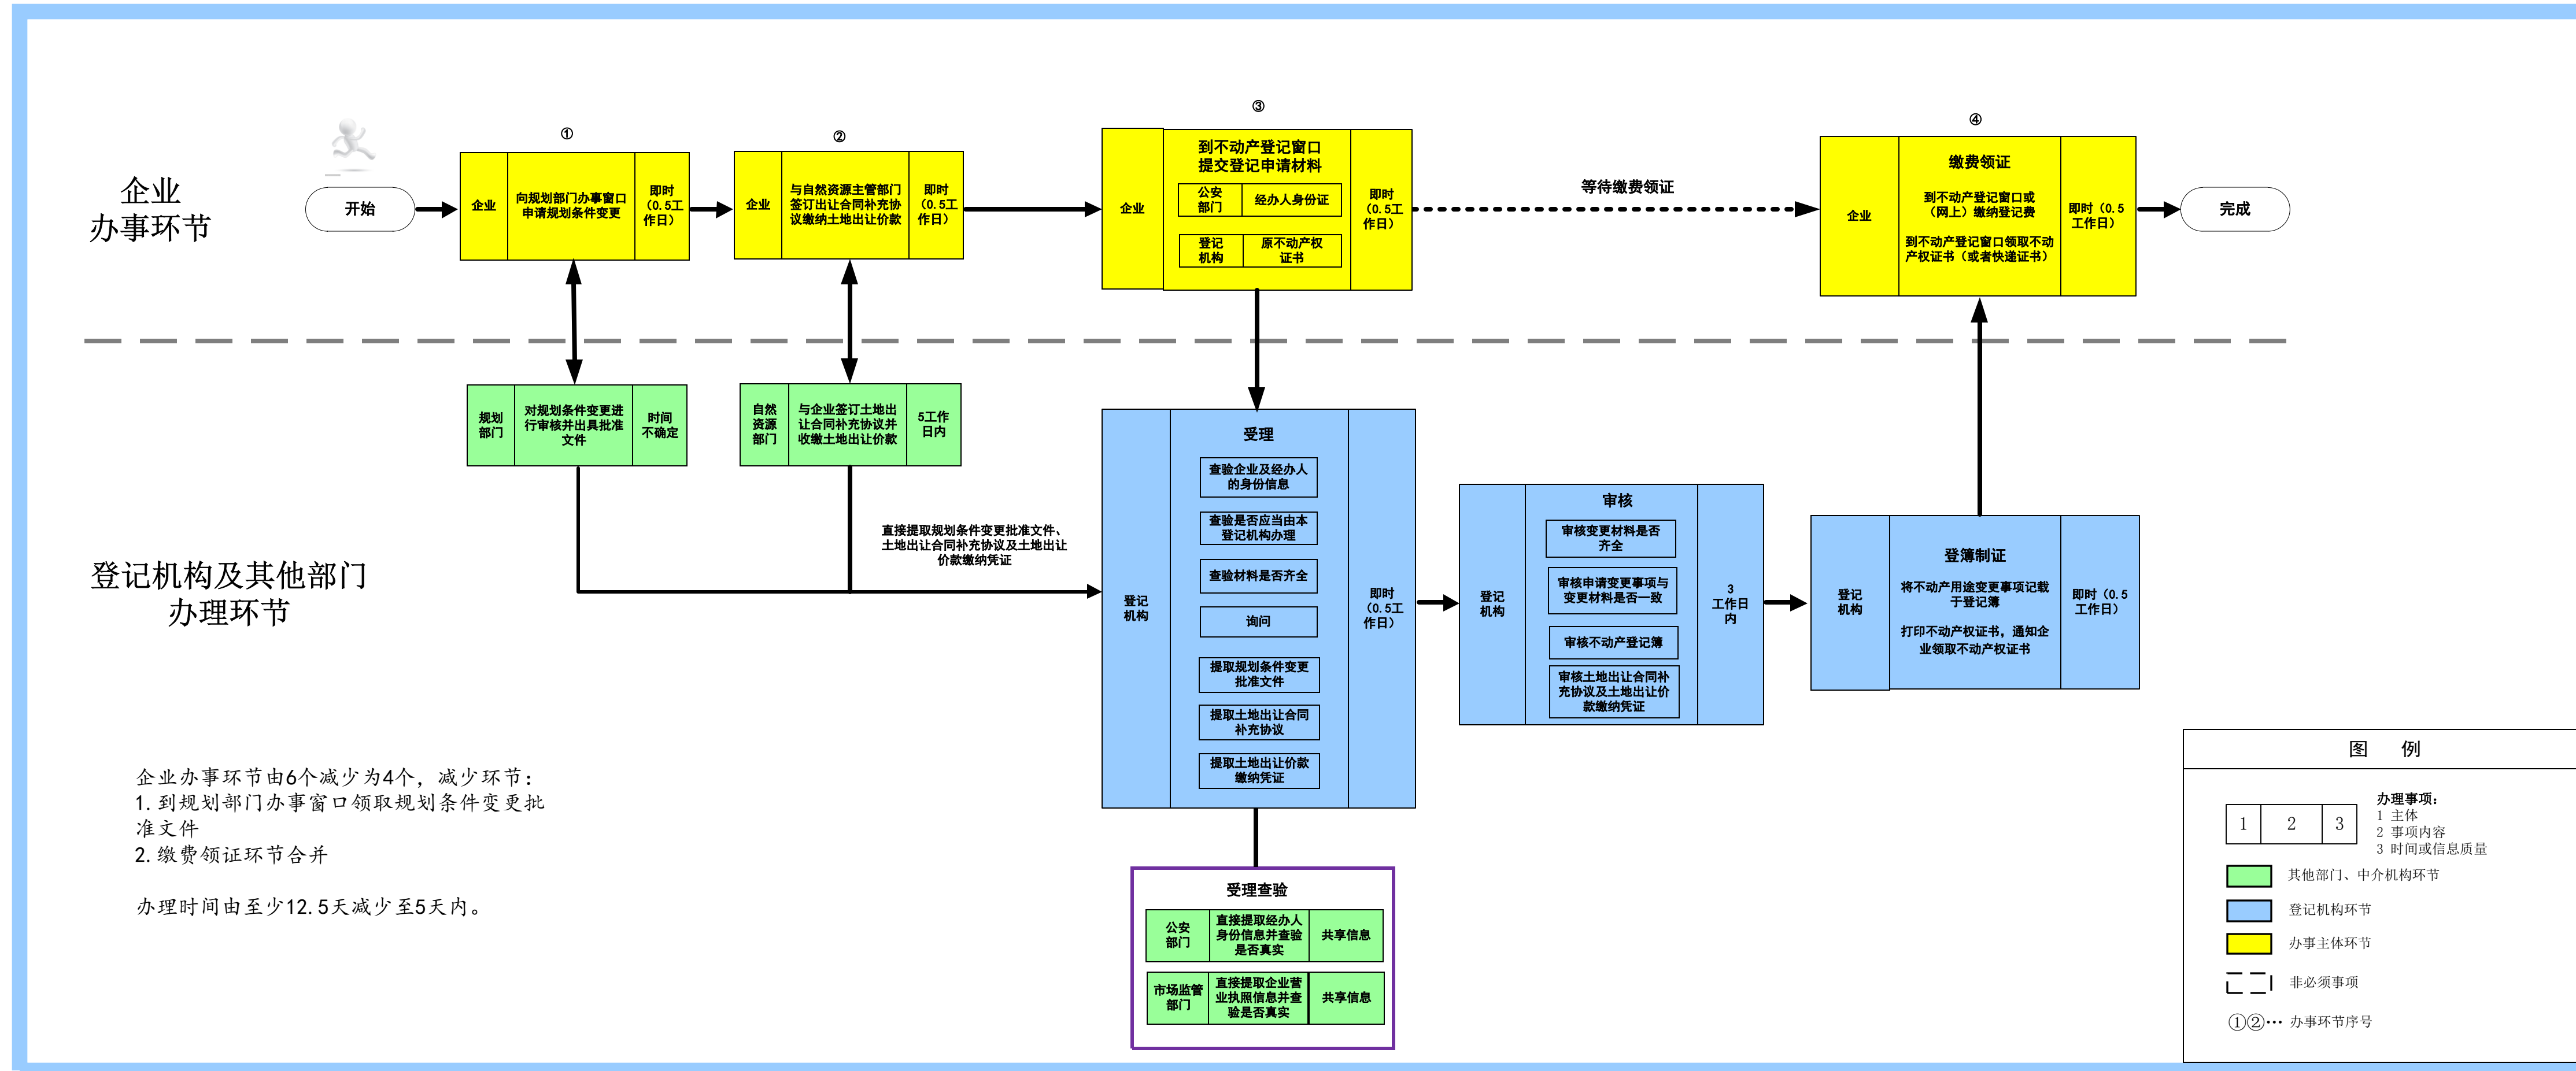 企业
办事环节
开始
①
企业
向规划部门办事窗口
申请规划条件变更
即时
（0.5工
作日）
②
企业
与自然资源主管部门
签订出让合同补充协
议缴纳土地出让价款
即时
（0.5工
作日）
③
企业
到不动产登记窗口
提交登记申请材料
公安
部门
经办人身份证
登记
机构
原不动产权
证书
即时
（0.5工
作日）
等待缴费领证
④
企业
缴费领证
到不动产登记窗口或
（网上）缴纳登记费
到不动产登记窗口领取不动
产权证书（或者快递证书）
即时（0.5
工作日）
完成
登记机构及其他部门
办理环节
规划
部门
对规划条件变更进
行审核并出具批准
文件
时间
不确定
自然
资源
部门
与企业签订土地出
让合同补充协议并
收缴土地出让价款
5工作
日内
直接提取规划条件变更批准文件、
土地出让合同补充协议及土地出让
价款缴纳凭证
登记
机构
受理
查验企业及经办人
的身份信息
查验是否应当由本
登记机构办理
查验材料是否齐全
询问
提取规划条件变更
批准文件
提取土地出让合同
补充协议
提取土地出让价款
缴纳凭证
即时
（0.5工
作日）
登记
机构
审核
审核变更材料是否
齐全
审核申请变更事项与
变更材料是否一致
审核不动产登记簿
审核土地出让合同补
充协议及土地出让价
款缴纳凭证
3
工作日
内
登记
机构
登簿制证
将不动产用途变更事项记载
于登记簿
打印不动产权证书，通知企
业领取不动产权证书
即时（0.5
工作日）
受理查验
公安
部门
直接提取经办人
身份信息并查验
是否真实
共享信息
市场监管
部门
直接提取企业营
业执照信息并查
验是否真实
共享信息
企业办事环节由6个减少为4个，减少环节：
1.到规划部门办事窗口领取规划条件变更批
准文件
2.缴费领证环节合并
办理时间由至少12.5天减少至5天内。
图 例
1 2 3
办理事项：
1 主体
2 事项内容
3 时间或信息质量
其他部门、中介机构环节
登记机构环节
办事主体环节
非必须事项
①②… 办事环节序号